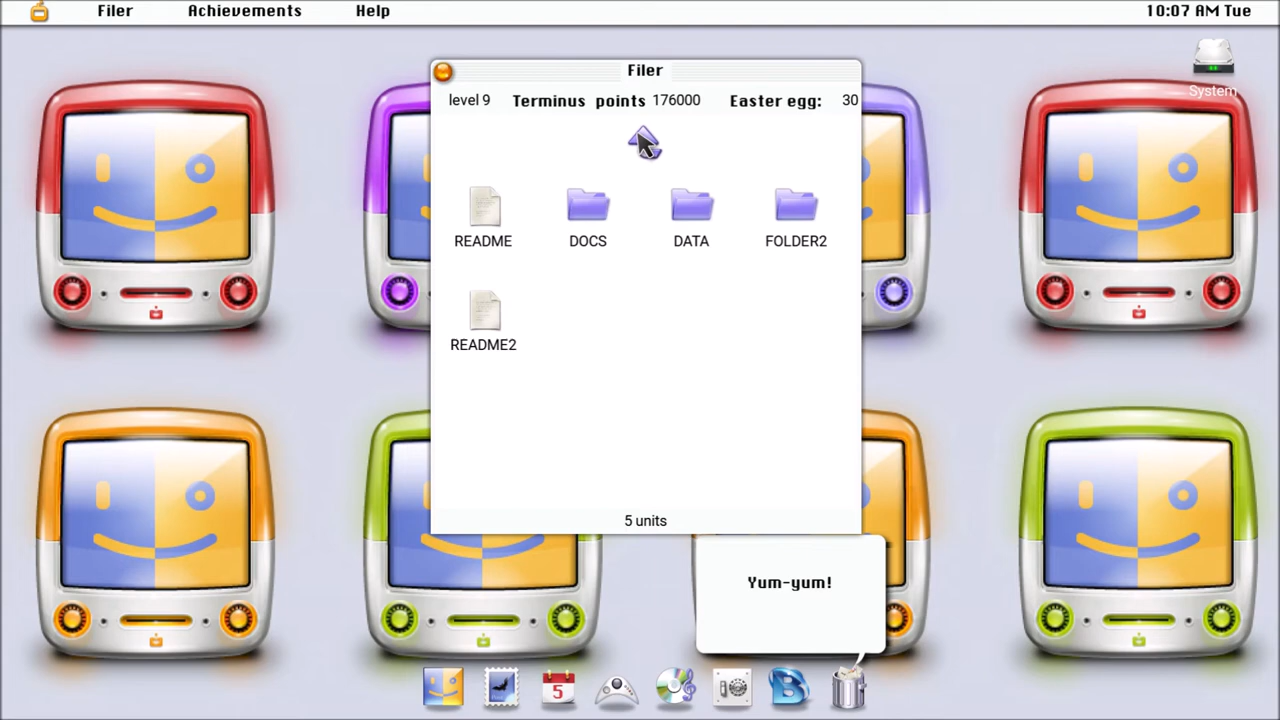 Filer Achievements Help 10:07 AM Tue
Filer
level 9 Terminus points 176000 Easter egg: 30
System
README DOCS DATA FOLDER2
README2
5 units
Yum-yum!
5